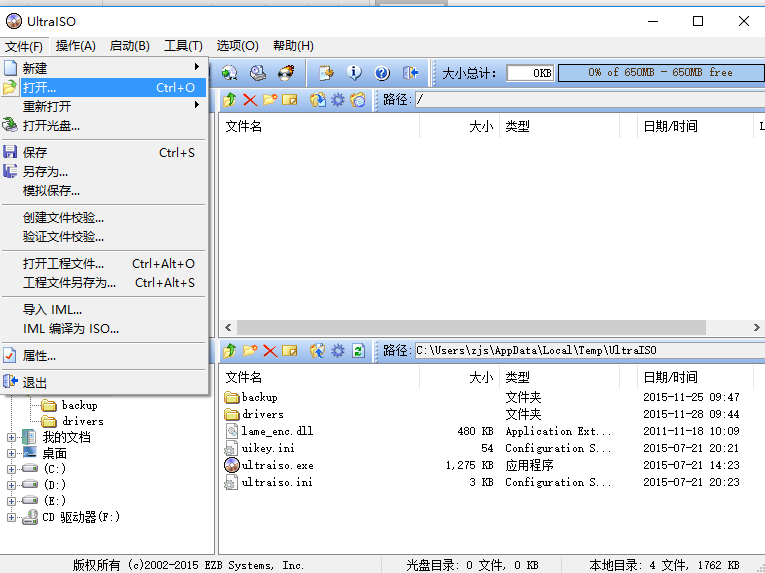 UltraISO
文件(F) 操作(A) 启动(B) 工具(T) 选项(O) 帮助(H)
新建
打开... Ctrl+O
重新打开
打开光盘...
保存 Ctrl+S
另存为...
模拟保存...
创建文件校验...
验证文件校验...
打开工程文件... Ctrl+Alt+O
工程文件另存为... Ctrl+Alt+S
导入 IML...
IML 编译为 ISO...
属性...
退出
大小总计: 0KB 0% of 650MB - 650MB free
路径: /
文件名 大小 类型 日期/时间 L
路径: C:\Users\zjs\AppData\Local\Temp\UltraISO
文件名 大小 类型 日期/时间
backup 文件夹 2015-11-25 09:47
drivers 文件夹 2015-11-28 09:44
lame_enc.dll 480 KB Application Ext... 2011-11-18 10:09
uikey.ini 54 Configuration S... 2015-07-21 20:21
ultraiso.exe 1,275 KB 应用程序 2015-07-21 14:23
ultraiso.ini 3 KB Configuration S... 2015-07-21 20:23
backup
drivers
我的文档
桌面
(C:)
(D:)
(E:)
CD 驱动器(F:)
版权所有 (c)2002-2015 EZB Systems, Inc. 光盘目录: 0 文件, 0 KB 本地目录: 4 文件, 1762 KB